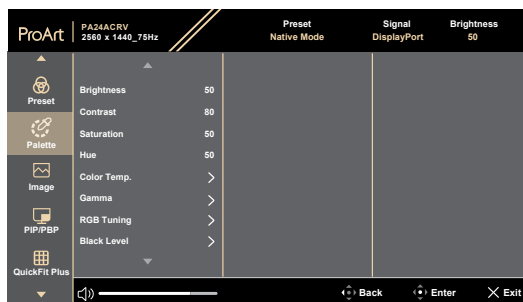 ProArt
PA24ACRV
2560 x 1440_75Hz
Preset
Native Mode
Signal
DisplayPort
Brightness
50
Preset
Palette
Image
PIP/PBP
QuickFit Plus
Brightness 50
Contrast 80
Saturation 50
Hue 50
Color Temp.
Gamma
RGB Tuning
Black Level
Back
Enter
Exit